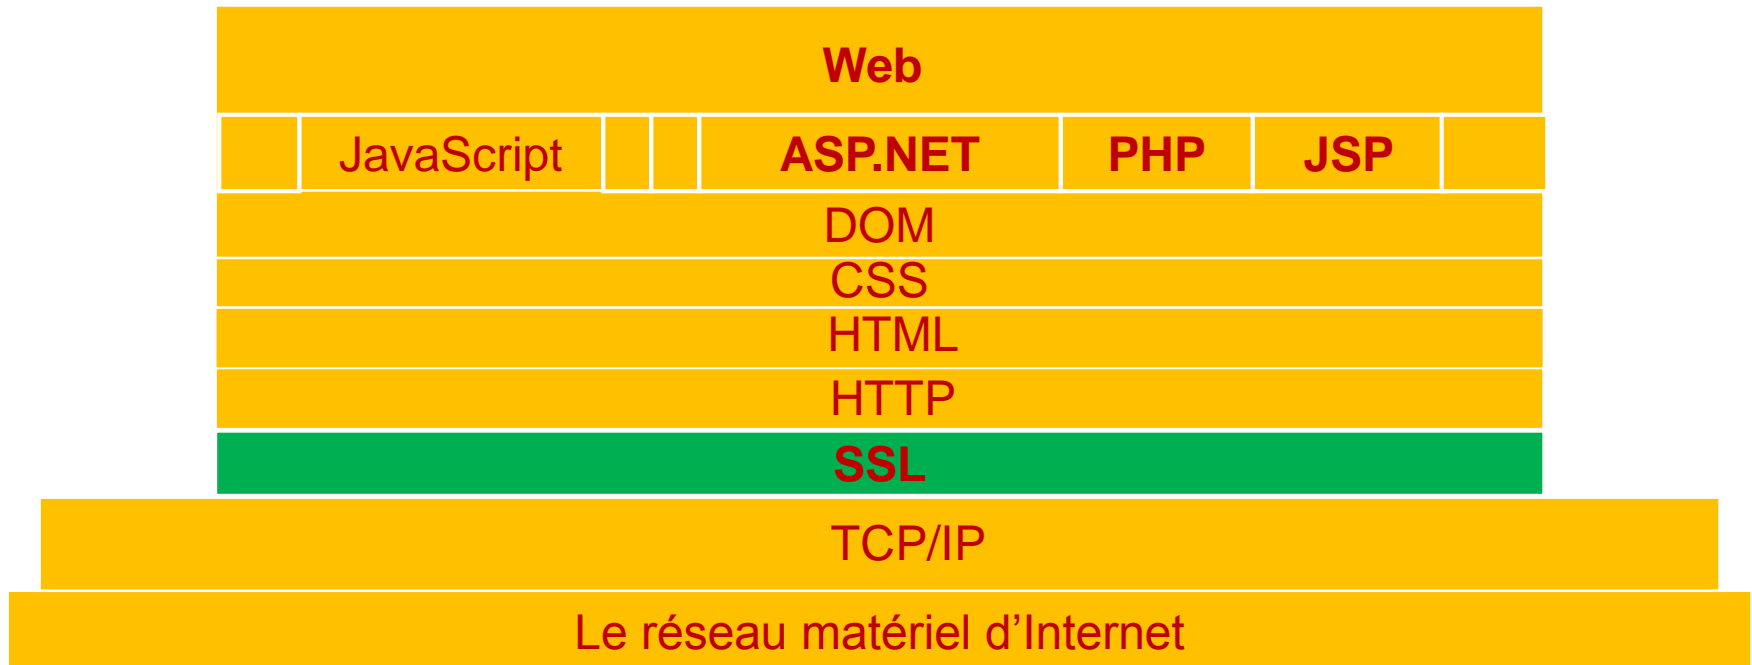 Web
JavaScript ASP.NET PHP JSP
DOM
CSS
HTML
HTTP
SSL
TCP/IP
Le réseau matériel d’Internet